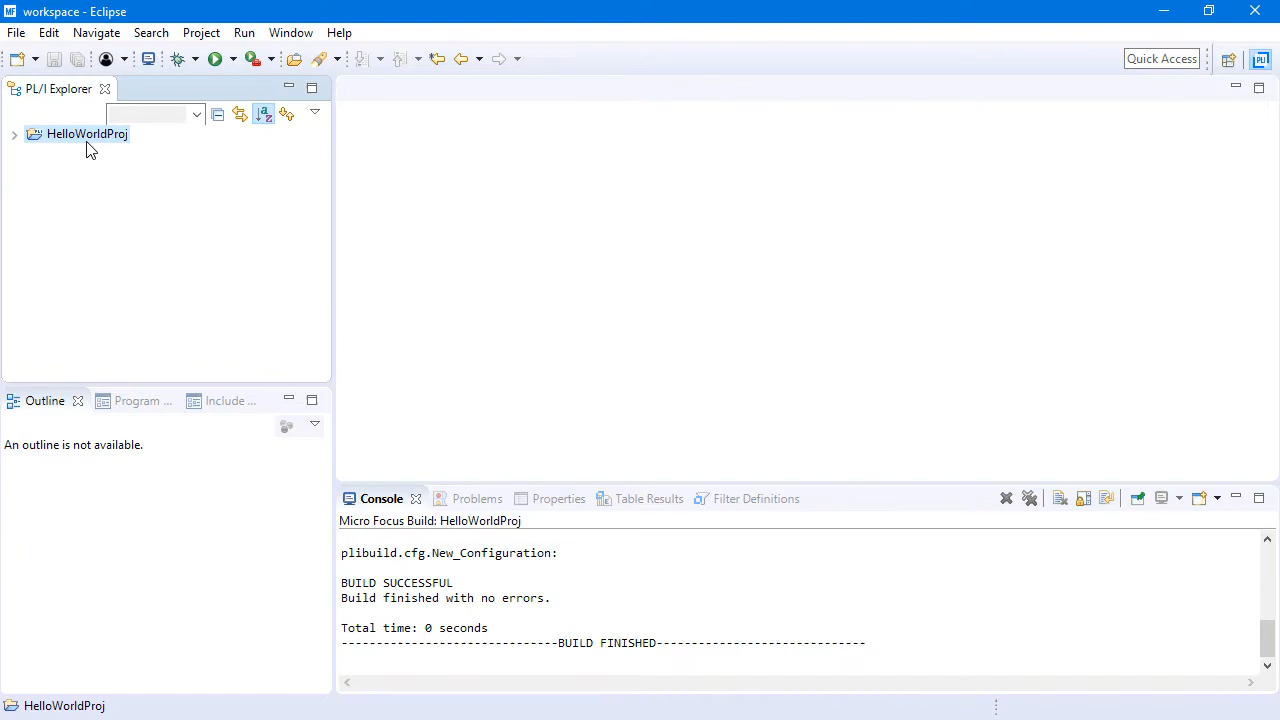 workspace - Eclipse
File Edit Navigate Search Project Run Window Help
Quick Access
PL/I Explorer
HelloWorldProj
Outline Program ... Include ...
An outline is not available.
Console Problems Properties Table Results Filter Definitions
Micro Focus Build: HelloWorldProj
plibuild.cfg.New_Configuration:
BUILD SUCCESSFUL
Build finished with no errors.
Total time: 0 seconds
-------------------------------BUILD FINISHED------------------------------
HelloWorldProj